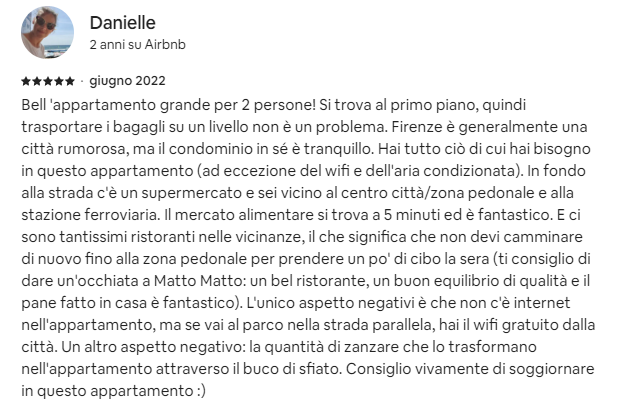 Danielle
2 anni su Airbnb
★★★★★ · giugno 2022
Bell 'appartamento grande per 2 persone! Si trova al primo piano, quindi
trasportare i bagagli su un livello non è un problema. Firenze è generalmente una
città rumorosa, ma il condominio in sé è tranquillo. Hai tutto ciò di cui hai bisogno
in questo appartamento (ad eccezione del wifi e dell'aria condizionata). In fondo
alla strada c'è un supermercato e sei vicino al centro città/zona pedonale e alla
stazione ferroviaria. Il mercato alimentare si trova a 5 minuti ed è fantastico. E ci
sono tantissimi ristoranti nelle vicinanze, il che significa che non devi camminare
di nuovo fino alla zona pedonale per prendere un po' di cibo la sera (ti consiglio di
dare un'occhiata a Matto Matto: un bel ristorante, un buon equilibrio di qualità e il
pane fatto in casa è fantastico). L'unico aspetto negativi è che non c'è internet
nell'appartamento, ma se vai al parco nella strada parallela, hai il wifi gratuito dalla
città. Un altro aspetto negativo: la quantità di zanzare che lo trasformano
nell'appartamento attraverso il buco di sfiato. Consiglio vivamente di soggiornare
in questo appartamento :)